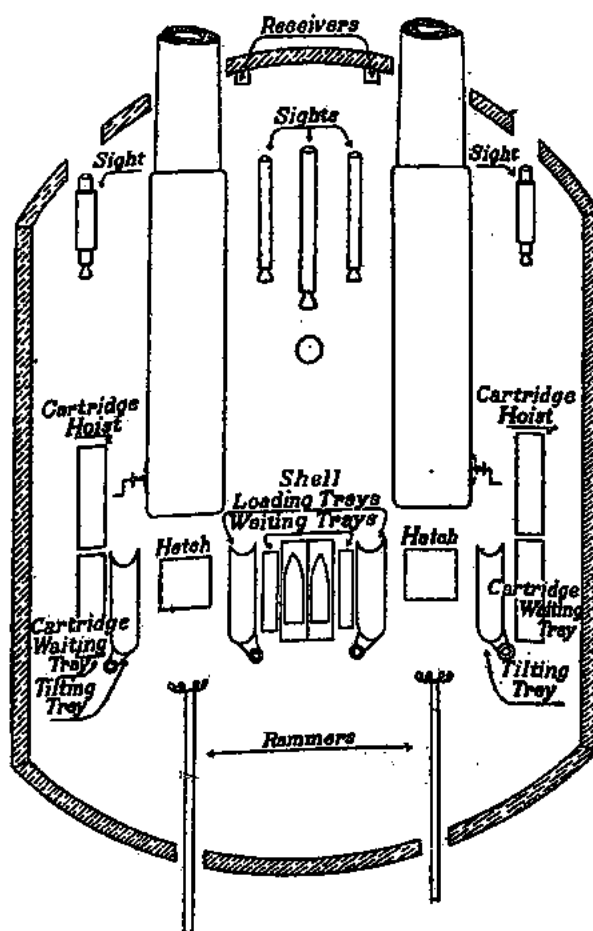 Receivers
Sights
Sight
Sight
Cartridge
Hoist
Cartridge
Hoist
Shell
Loading Trays
Waiting Trays
Hatch
Hatch
Cartridge
Waiting
Tray
Tilting
Tray
Cartridge
Waiting
Tray
Tilting
Tray
Rammers